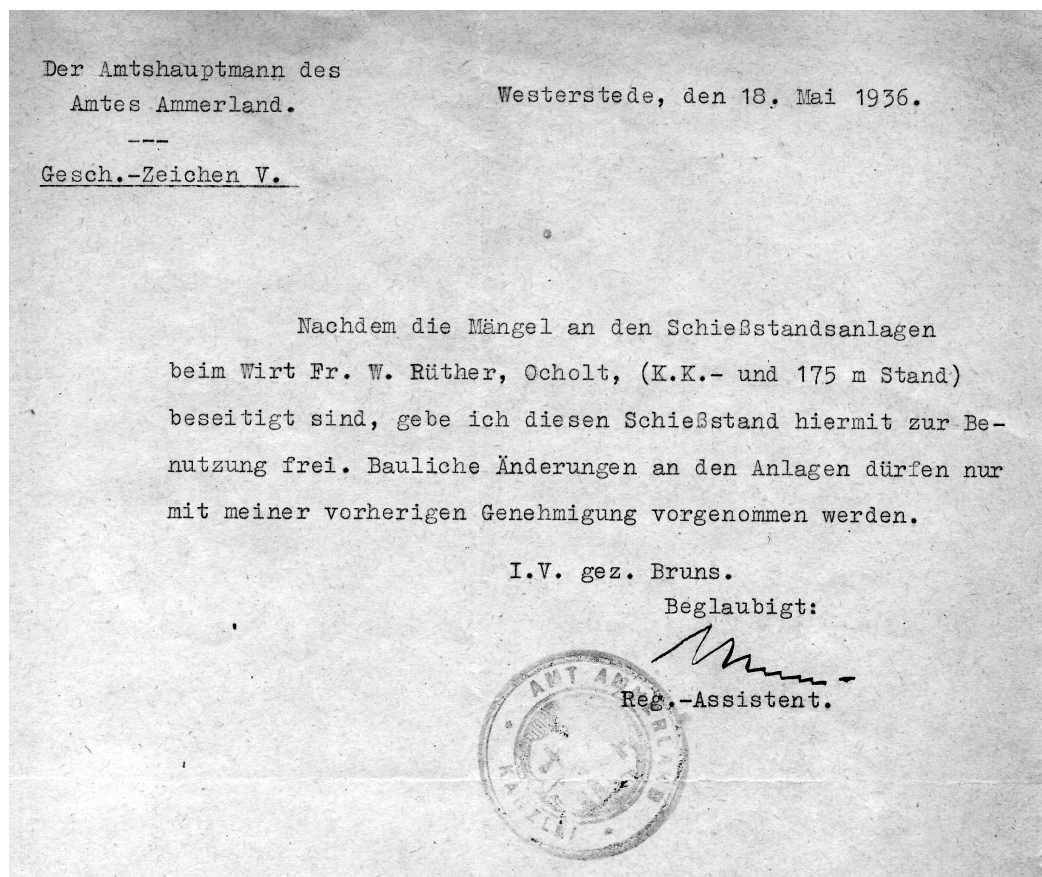 Der Amtshauptmann des
Amtes Ammerland.
---
Gesch.-Zeichen V.
Westerstede, den 18. Mai 1936.
Nachdem die Mängel an den Schießstandsanlagen
beim Wirt Fr. W. Rüther, Ocholt, (K.K.- und 175 m Stand)
beseitigt sind, gebe ich diesen Schießstand hiermit zur Be-
nutzung frei. Bauliche Änderungen an den Anlagen dürfen nur
mit meiner vorherigen Genehmigung vorgenommen werden.
I.V. gez. Bruns.
Beglaubigt:
Reg.-Assistent.
AMT AMMERLAND
KANZLEI